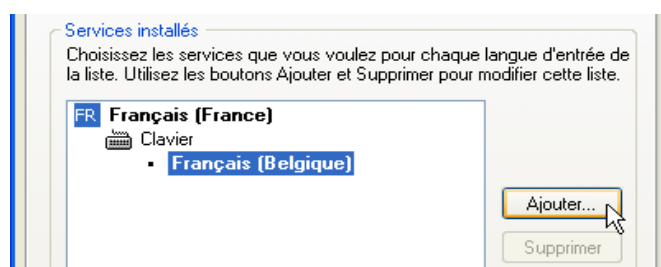 Services installés
Choisissez les services que vous voulez pour chaque langue d'entrée de
la liste. Utilisez les boutons Ajouter et Supprimer pour modifier cette liste.
FR Français (France)
Clavier
Français (Belgique)
Ajouter...
Supprimer